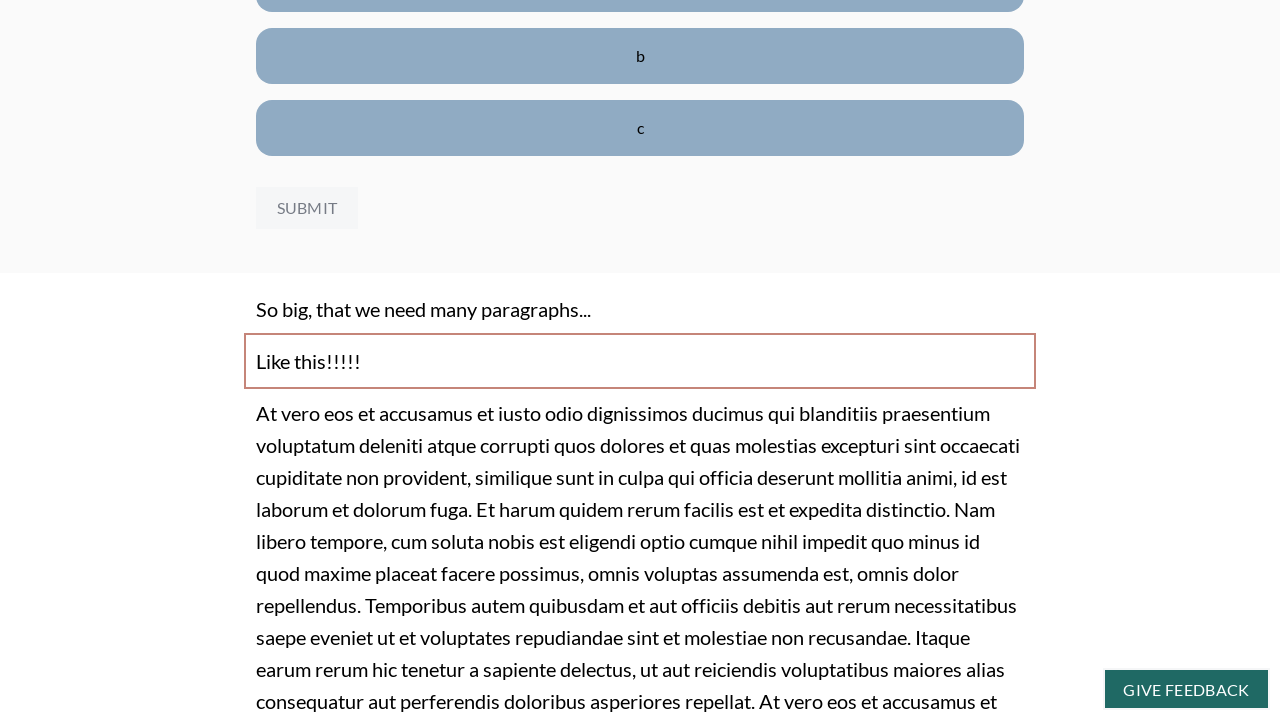 b
c
SUBMIT
So big, that we need many paragraphs...
Like this!!!!!
At vero eos et accusamus et iusto odio dignissimos ducimus qui blanditiis praesentium
voluptatum deleniti atque corrupti quos dolores et quas molestias excepturi sint occaecati
cupiditate non provident, similique sunt in culpa qui officia deserunt mollitia animi, id est
laborum et dolorum fuga. Et harum quidem rerum facilis est et expedita distinctio. Nam
libero tempore, cum soluta nobis est eligendi optio cumque nihil impedit quo minus id
quod maxime placeat facere possimus, omnis voluptas assumenda est, omnis dolor
repellendus. Temporibus autem quibusdam et aut officiis debitis aut rerum necessitatibus
saepe eveniet ut et voluptates repudiandae sint et molestiae non recusandae. Itaque
earum rerum hic tenetur a sapiente delectus, ut aut reiciendis voluptatibus maiores alias
consequatur aut perferendis doloribus asperiores repellat. At vero eos et accusamus et
GIVE FEEDBACK